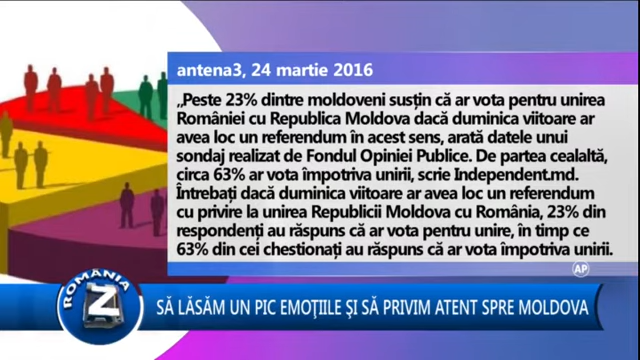 antena3, 24 martie 2016
„Peste 23% dintre moldoveni susțin că ar vota pentru unirea
României cu Republica Moldova dacă duminica viitoare ar
avea loc un referendum în acest sens, arată datele unui
sondaj realizat de Fondul Opiniei Publice. De partea cealaltă,
circa 63% ar vota împotriva unirii, scrie Independent.md.
Întrebați dacă duminica viitoare ar avea loc un referendum
cu privire la unirea Republicii Moldova cu România, 23% din
respondenți au răspuns că ar vota pentru unire, în timp ce
63% din cei chestionați au răspuns că ar vota împotriva unirii.
AP
ROMÂNIA
Z
SĂ LĂSĂM UN PIC EMOŢIILE ŞI SĂ PRIVIM ATENT SPRE MOLDOVA